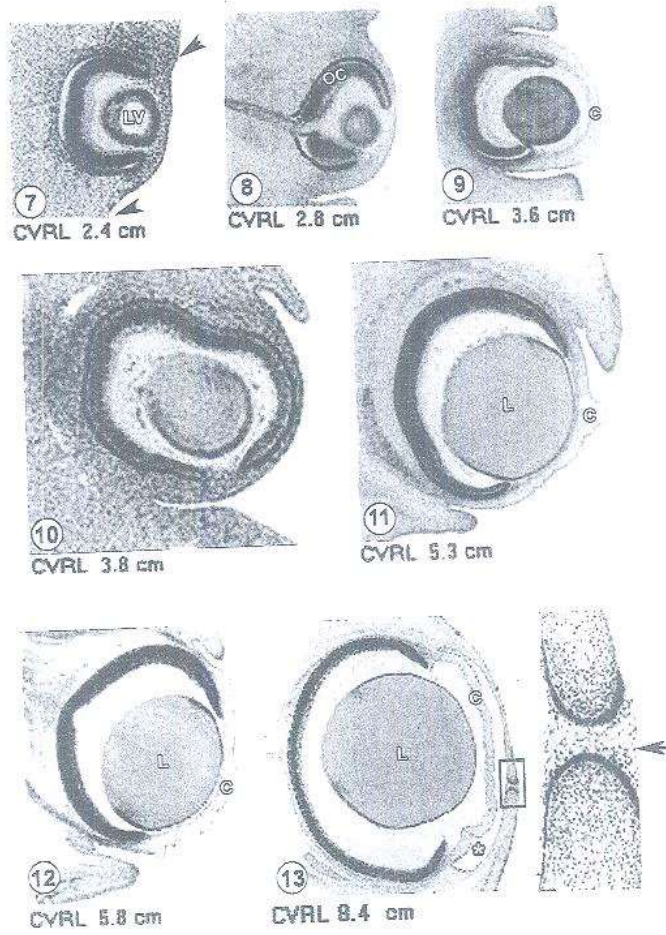 LV
7
CVRL 2.4 cm
OC
8
CVRL 2.8 cm
C
9
CVRL 3.6 cm
10
CVRL 3.8 cm
L
C
11
CVRL 5.3 cm
L
C
12
CVRL 5.8 cm
C
L
*
13
CVRL 8.4 cm